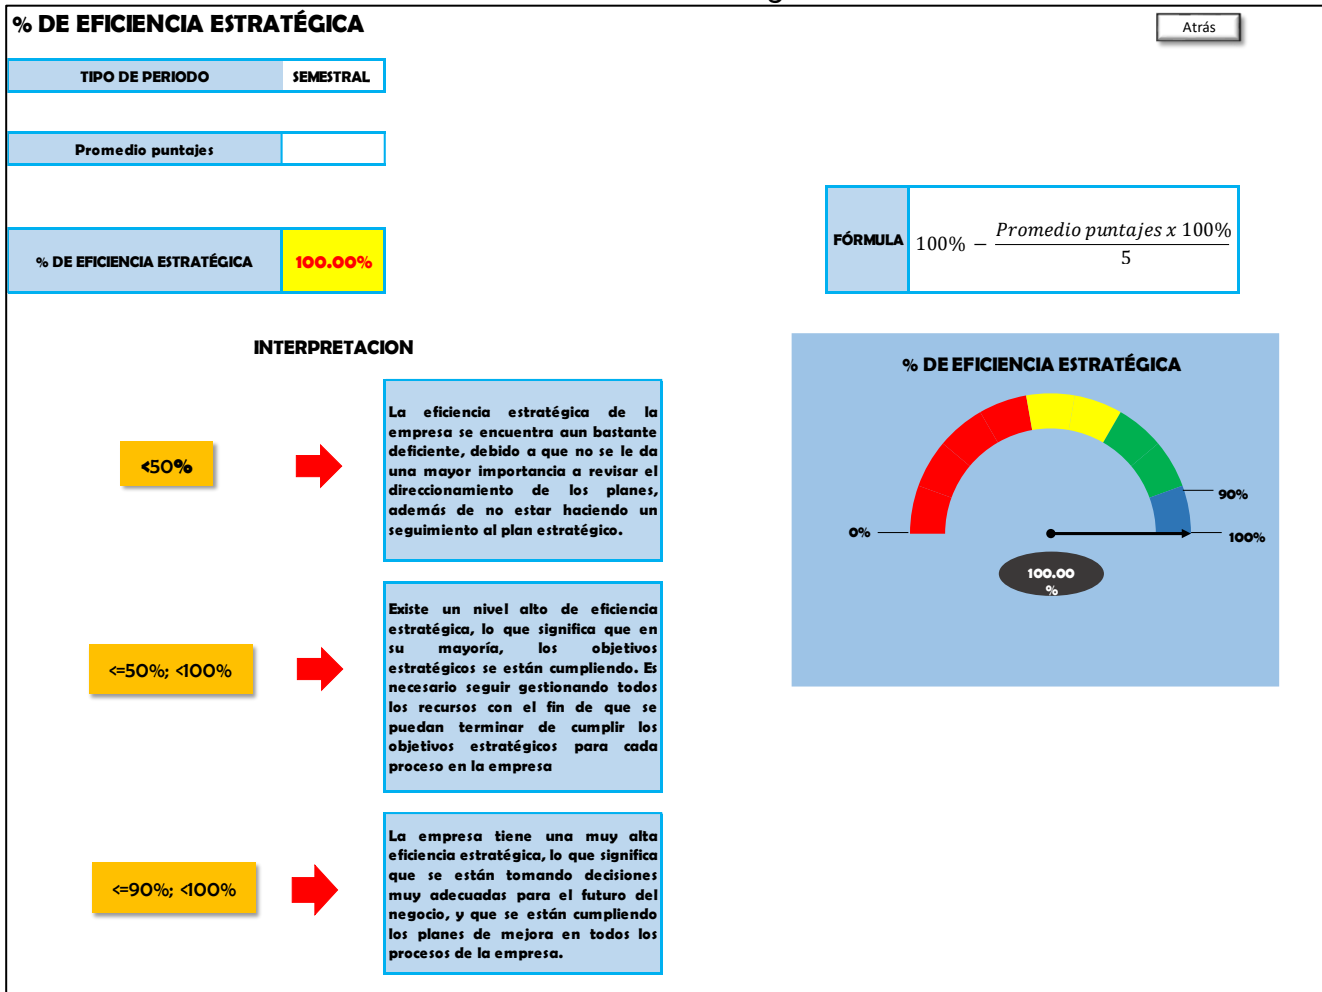 % DE EFICIENCIA ESTRATÉGICA
Atrás
TIPO DE PERIODO SEMESTRAL
Promedio puntajes
% DE EFICIENCIA ESTRATÉGICA 100.00%
FÓRMULA 100% − Promedio puntajes x 100%
5
INTERPRETACION
<50%
La eficiencia estratégica de la
empresa se encuentra aun bastante
deficiente, debido a que no se le da
una mayor importancia a revisar el
direccionamiento de los planes,
además de no estar haciendo un
seguimiento al plan estratégico.
<=50%; <100%
Existe un nivel alto de eficiencia
estratégica, lo que significa que en
su mayoría, los objetivos
estratégicos se están cumpliendo. Es
necesario seguir gestionando todos
los recursos con el fin de que se
puedan terminar de cumplir los
objetivos estratégicos para cada
proceso en la empresa
<=90%; <100%
La empresa tiene una muy alta
eficiencia estratégica, lo que significa
que se están tomando decisiones
muy adecuadas para el futuro del
negocio, y que se están cumpliendo
los planes de mejora en todos los
procesos de la empresa.
% DE EFICIENCIA ESTRATÉGICA
90%
0%
100%
100.00
%